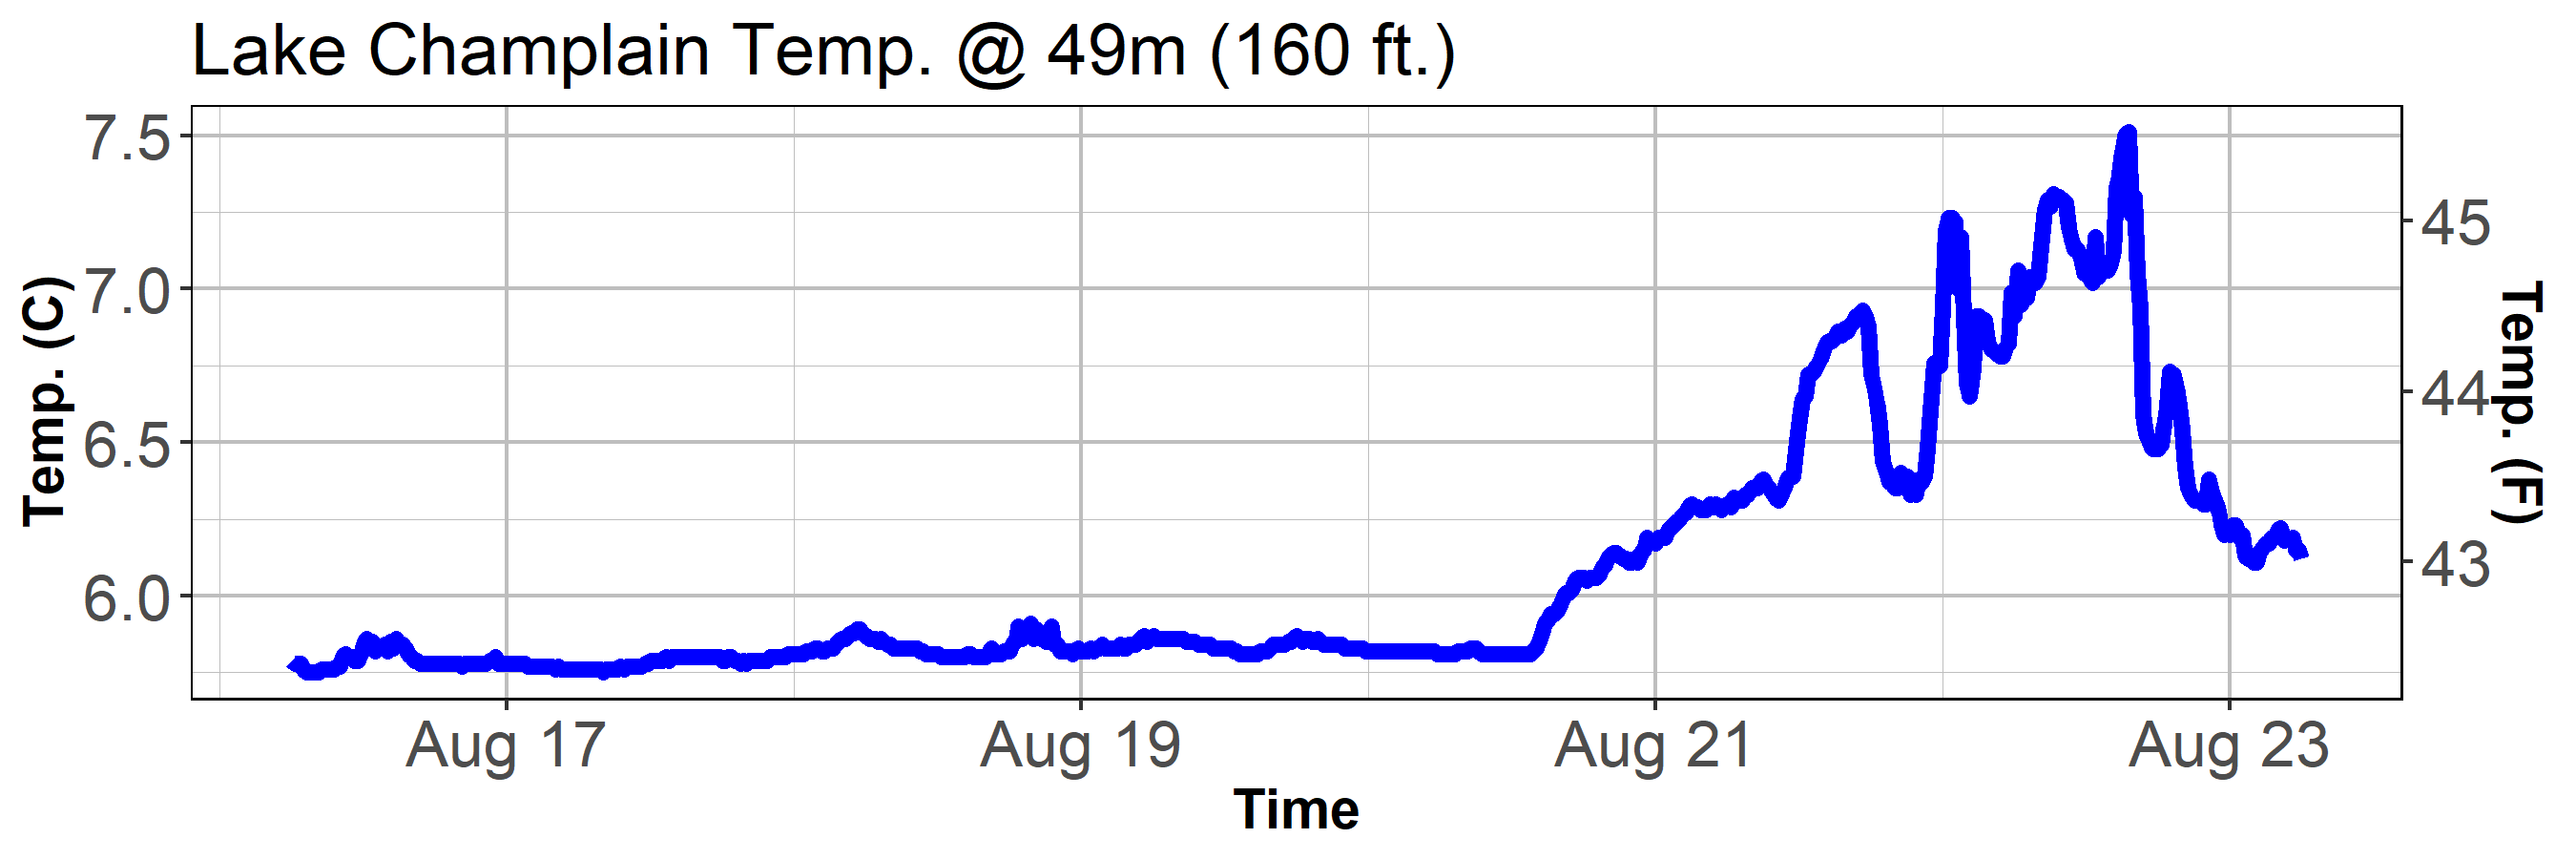 Lake Champlain Temp. @ 49m (160 ft.)
7.5
7.0
6.5
6.0
Temp. (C)
45
44
43
Temp. (F)
Aug 17
Aug 19
Aug 21
Aug 23
Time